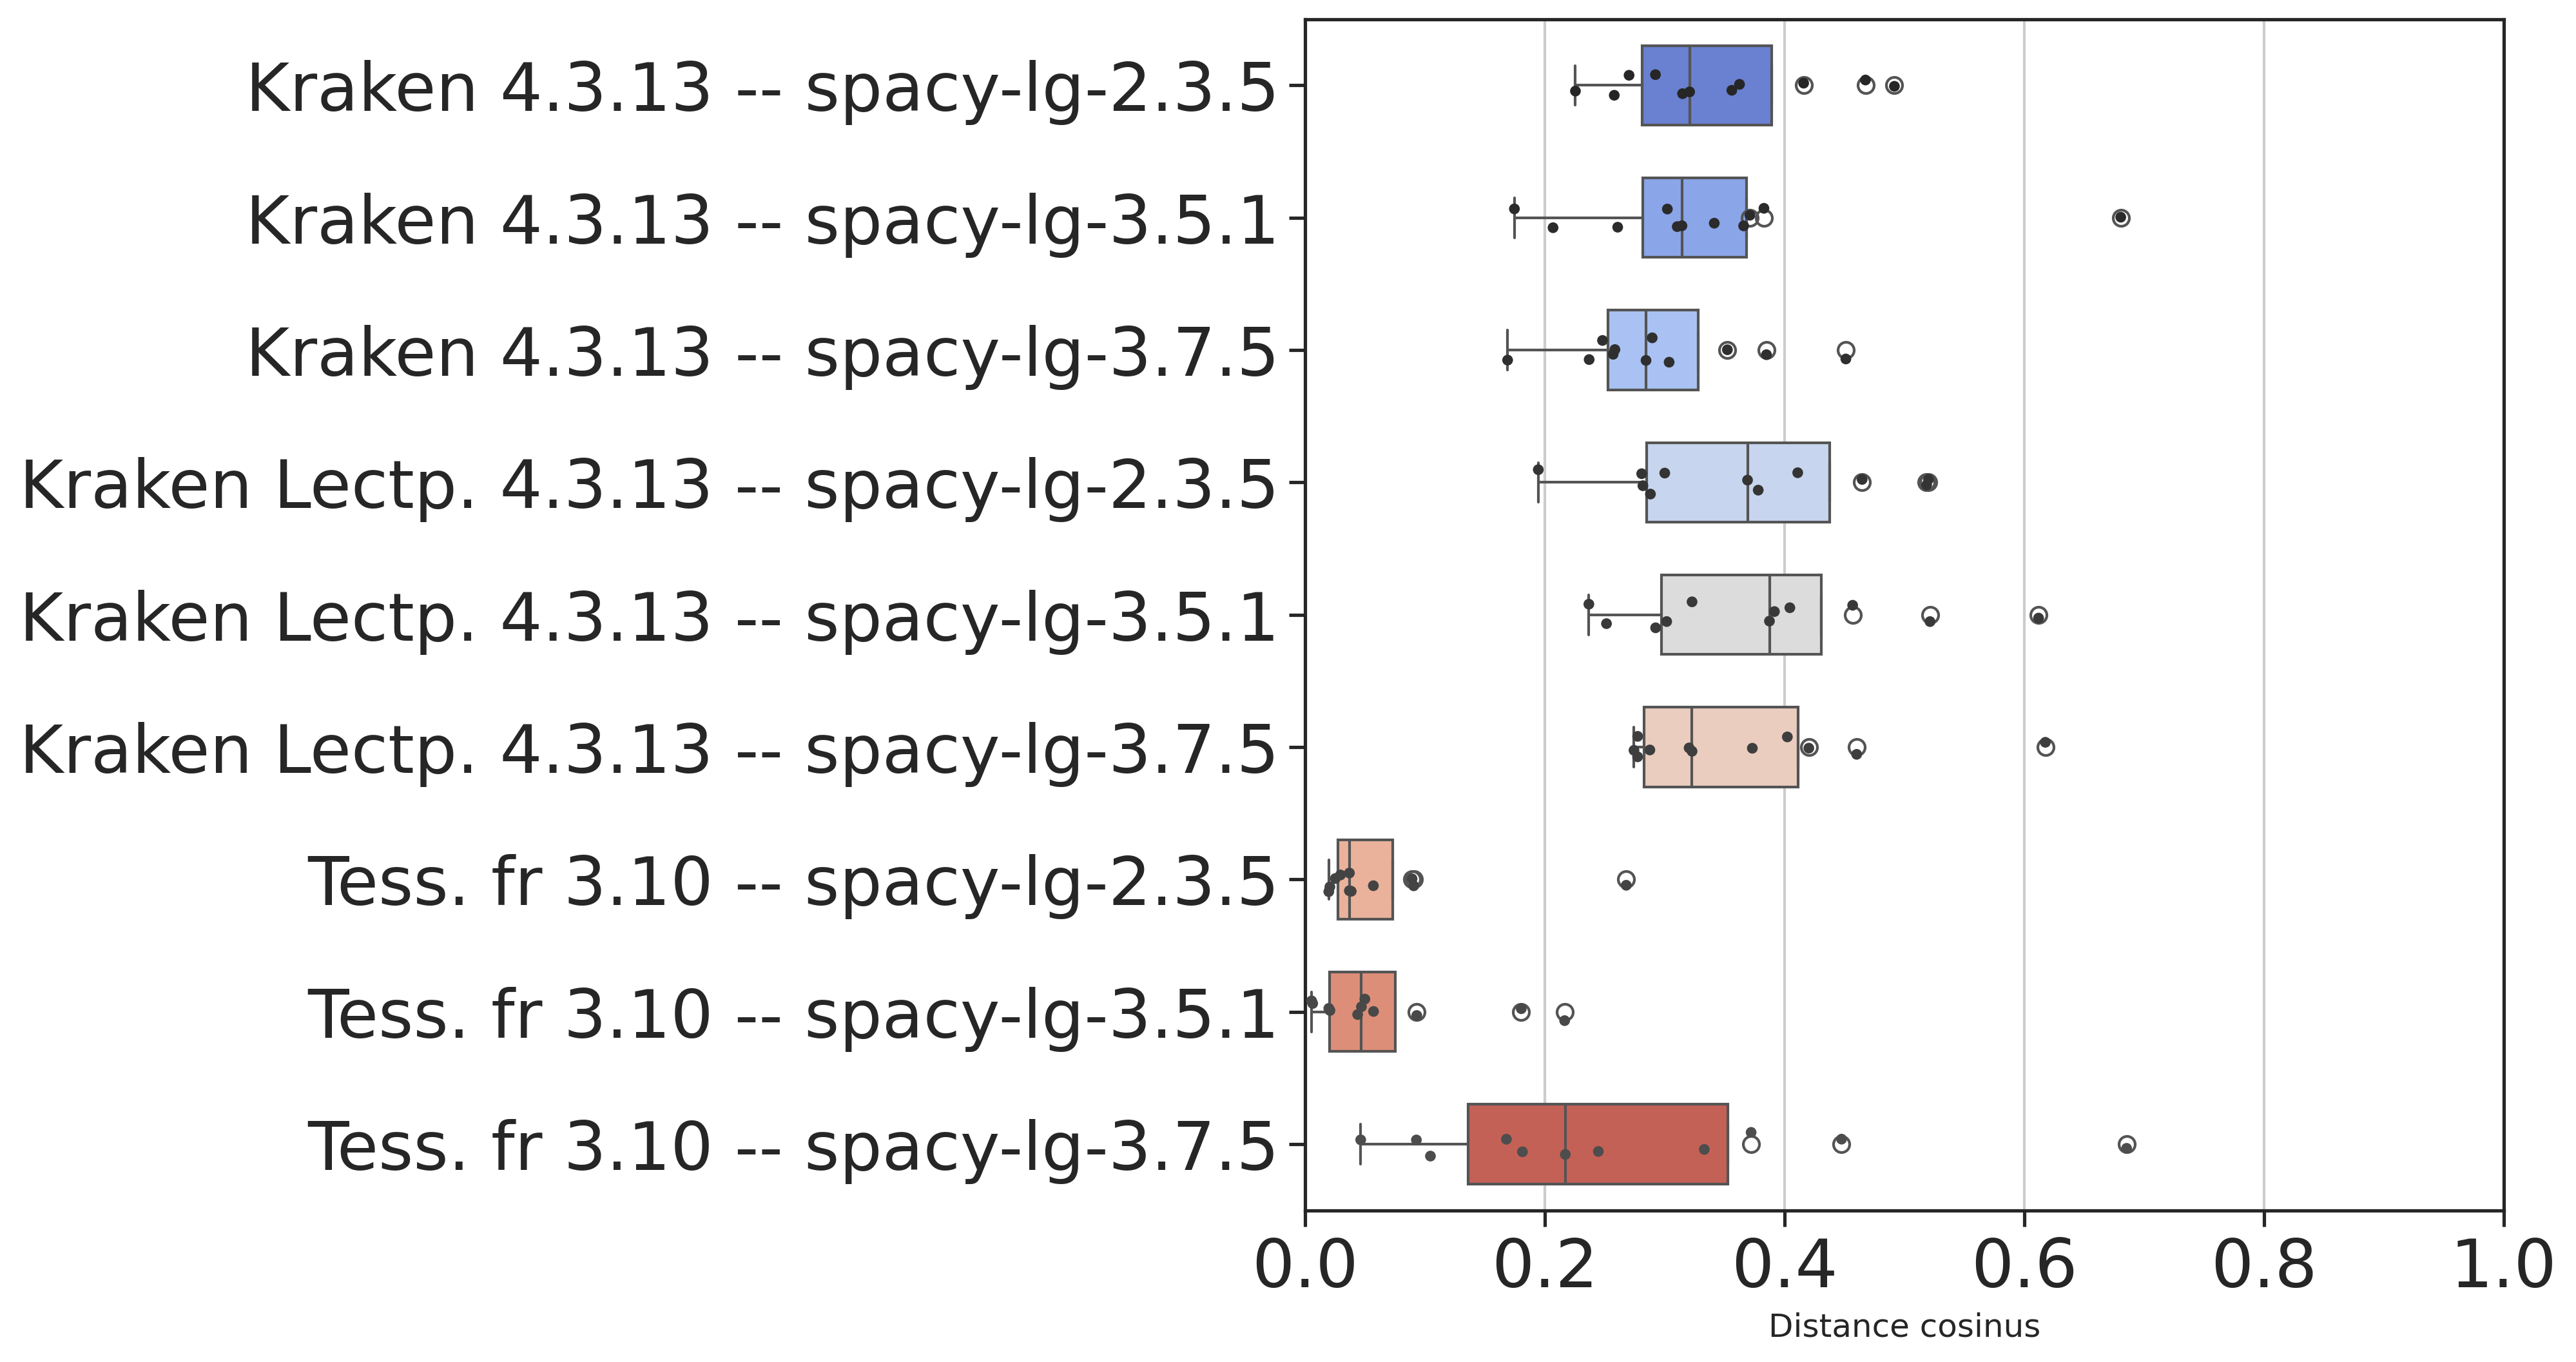 Kraken 4.3.13 -- spacy-lg-2.3.5
Kraken 4.3.13 -- spacy-lg-3.5.1
Kraken 4.3.13 -- spacy-lg-3.7.5
Kraken Lectp. 4.3.13 -- spacy-lg-2.3.5
Kraken Lectp. 4.3.13 -- spacy-lg-3.5.1
Kraken Lectp. 4.3.13 -- spacy-lg-3.7.5
Tess. fr 3.10 -- spacy-lg-2.3.5
Tess. fr 3.10 -- spacy-lg-3.5.1
Tess. fr 3.10 -- spacy-lg-3.7.5
0.0 0.2 0.4 0.6 0.8 1.0
Distance cosinus